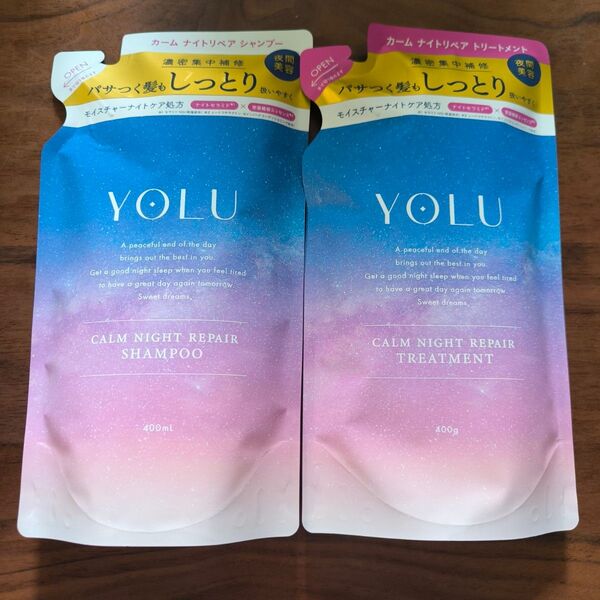 カーム ナイトリペア シャンプー
OPEN
濃密集中補修
夜間美容
パサつく髪も しっとり 扱いやすく
モイスチャーナイトケア処方
YOLU
A peaceful end of the day
brings out the best in you.
Get a good night sleep when you feel tired
to have a great day again tomorrow.
Sweet dreams,
CALM NIGHT REPAIR
SHAMPOO
400mL
カーム ナイトリペア トリートメント
OPEN
濃密集中補修
夜間美容
パサつく髪も しっとり 扱いやすく
モイスチャーナイトケア処方
YOLU
A peaceful end of the day
brings out the best in you.
Get a good night sleep when you feel tired
to have a great day again tomorrow.
Sweet dreams,
CALM NIGHT REPAIR
TREATMENT
400g